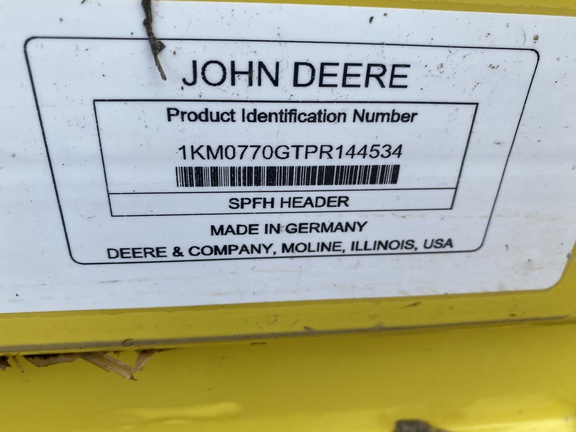 JOHN DEERE
Product Identification Number
1KM0770GTPR144534
SPFH HEADER
MADE IN GERMANY
DEERE & COMPANY, MOLINE, ILLINOIS, USA